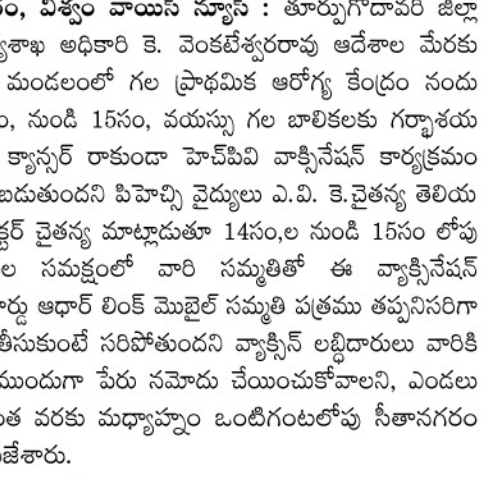 రం, విశ్వం వాయిస్ న్యూస్ : తూర్పుగోదావరి జిల్లా
్యశాఖ అధికారి కె. వెంకటేశ్వరరావు ఆదేశాల మేరకు
మండలంలో గల ప్రాథమిక ఆరోగ్య కేంద్రం నందు
ం, నుండి 15సం, వయస్సు గల బాలికలకు గర్భాశయ
క్యాన్సర్ రాకుండా హెచ్‌పివి వాక్సినేషన్ కార్యక్రమం
బడుతుందని పిహెచ్సి వైద్యులు ఎ.వి. కె.చైతన్య తెలియ
క్టర్ చైతన్య మాట్లాడుతూ 14సం,ల నుండి 15సం లోపు
ల సమక్షంలో వారి సమ్మతితో ఈ వ్యాక్సినేషన్
ార్డు ఆధార్ లింక్ మొబైల్ సమ్మతి పత్రము తప్పనిసరిగా
తీసుకుంటే సరిపోతుందని వ్యాక్సిన్ లబ్ధిదారులు వారికి
ముందుగా పేరు నమోదు చేయించుకోవాలని, ఎండలు
ంత వరకు మధ్యాహ్నం ఒంటిగంటలోపు సీతానగరం
జేశారు.